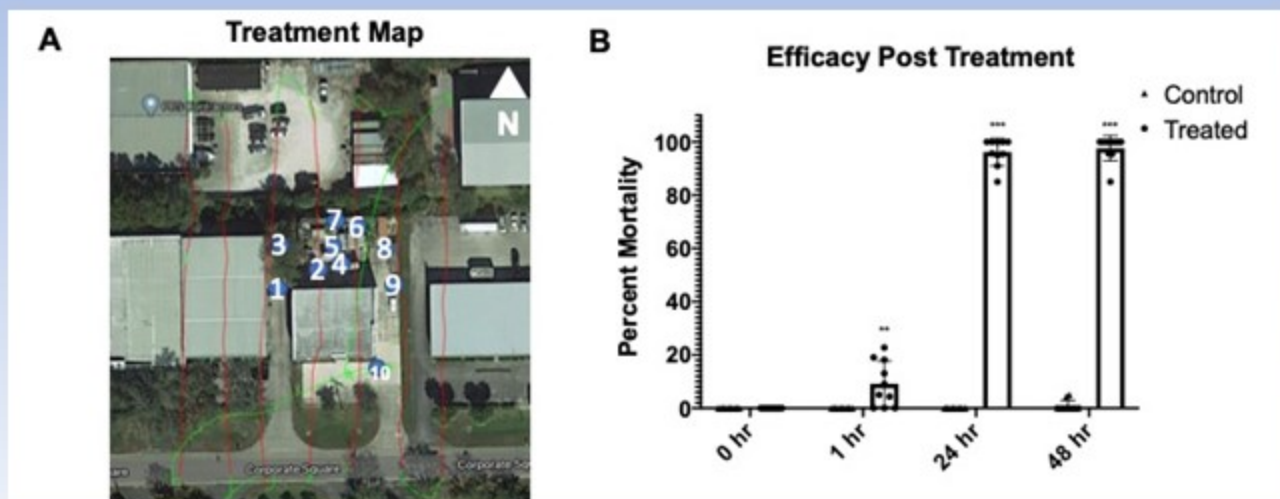 A
Treatment Map
N
7
6
3
5
8
4
2
1
9
10
Corporate Square
Corporate Sq
B
Efficacy Post Treatment
Control
Treated
Percent Mortality
100
80
60
40
20
0
**
***
***
0 hr
1 hr
24 hr
48 hr